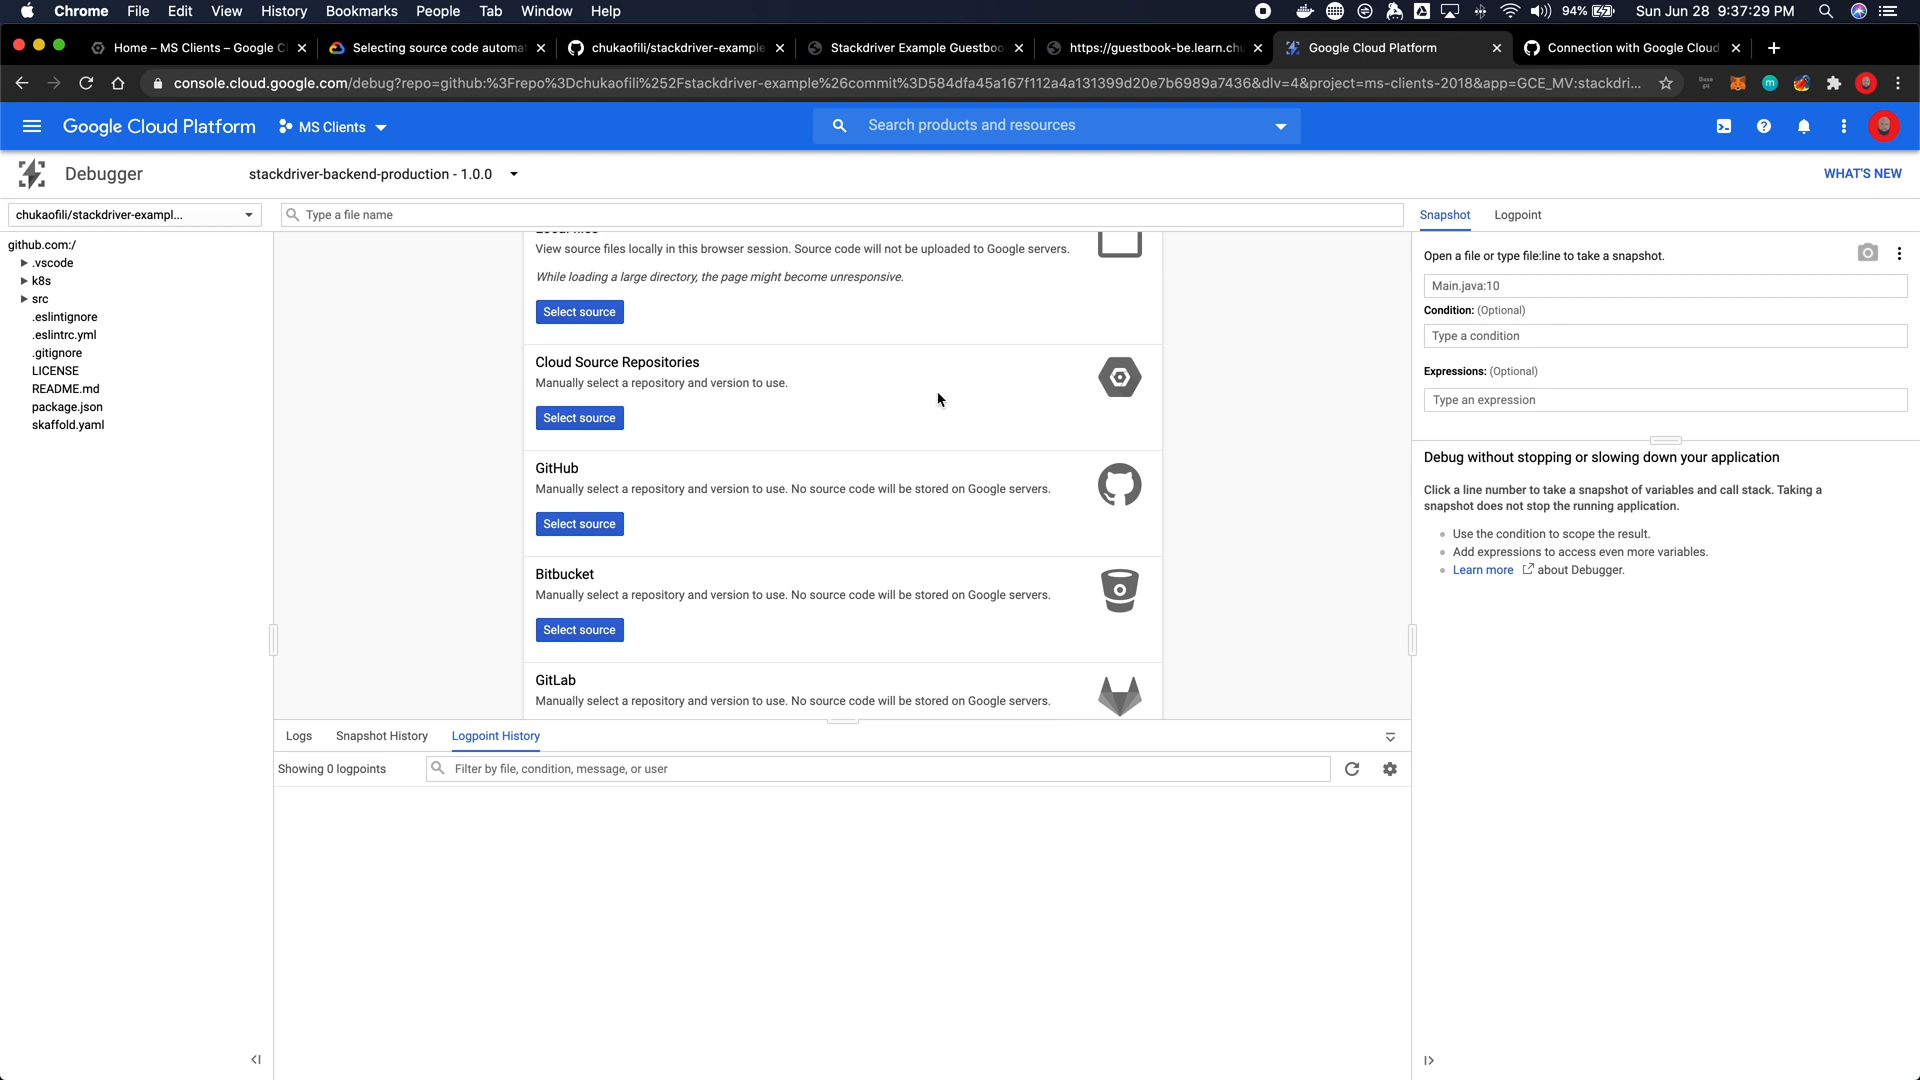 Chrome File Edit View History Bookmarks People Tab Window Help
94%
Sun Jun 28 9:37:29 PM
Home – MS Clients – Google C
Selecting source code automa
chukaofili/stackdriver-example
Stackdriver Example Guestboo
https://guestbook-be.learn.ch
Google Cloud Platform
Connection with Google Cloud
console.cloud.google.com/debug?repo=github:%3Frepo%3Dchukaofili%252Fstackdriver-example%26commit%3D584dfa45a167f112a4a131399d20e7b6989a7436&dlv=4&project=ms-clients-2018&app=GCE_MV:stackdri...
Google Cloud Platform
MS Clients
Search products and resources
Debugger
stackdriver-backend-production - 1.0.0
WHAT'S NEW
chukaofili/stackdriver-exampl...
Type a file name
Snapshot
Logpoint
github.com:/
.vscode
k8s
src
.eslintignore
.eslintrc.yml
.gitignore
LICENSE
README.md
package.json
skaffold.yaml
View source files locally in this browser session. Source code will not be uploaded to Google servers.
While loading a large directory, the page might become unresponsive.
Select source
Cloud Source Repositories
Manually select a repository and version to use.
Select source
GitHub
Manually select a repository and version to use. No source code will be stored on Google servers.
Select source
Bitbucket
Manually select a repository and version to use. No source code will be stored on Google servers.
Select source
GitLab
Manually select a repository and version to use. No source code will be stored on Google servers.
Open a file or type file:line to take a snapshot.
Main.java:10
Condition: (Optional)
Type a condition
Expressions: (Optional)
Type an expression
Debug without stopping or slowing down your application
Click a line number to take a snapshot of variables and call stack. Taking a
snapshot does not stop the running application.
Use the condition to scope the result.
Add expressions to access even more variables.
Learn more about Debugger.
Logs
Snapshot History
Logpoint History
Showing 0 logpoints
Filter by file, condition, message, or user